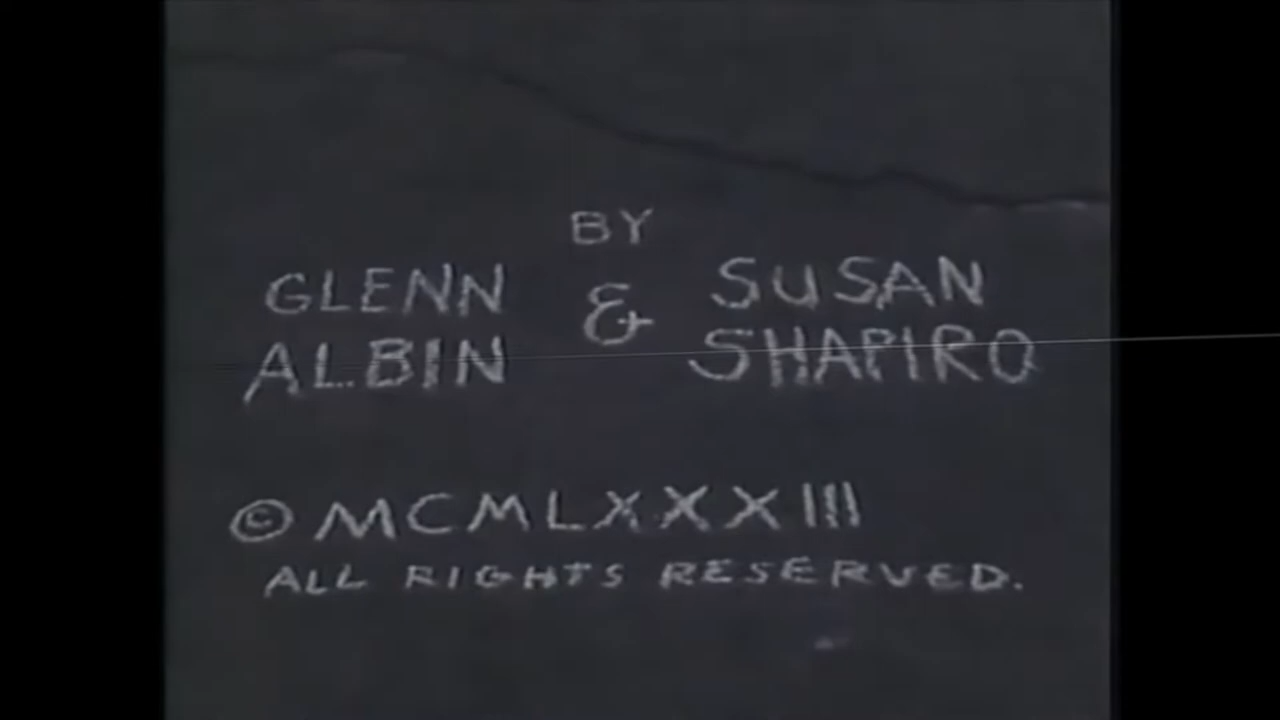 BY
GLENN & SUSAN
ALBIN SHAPIRO
© MCMLXXXIII
ALL RIGHTS RESERVED.